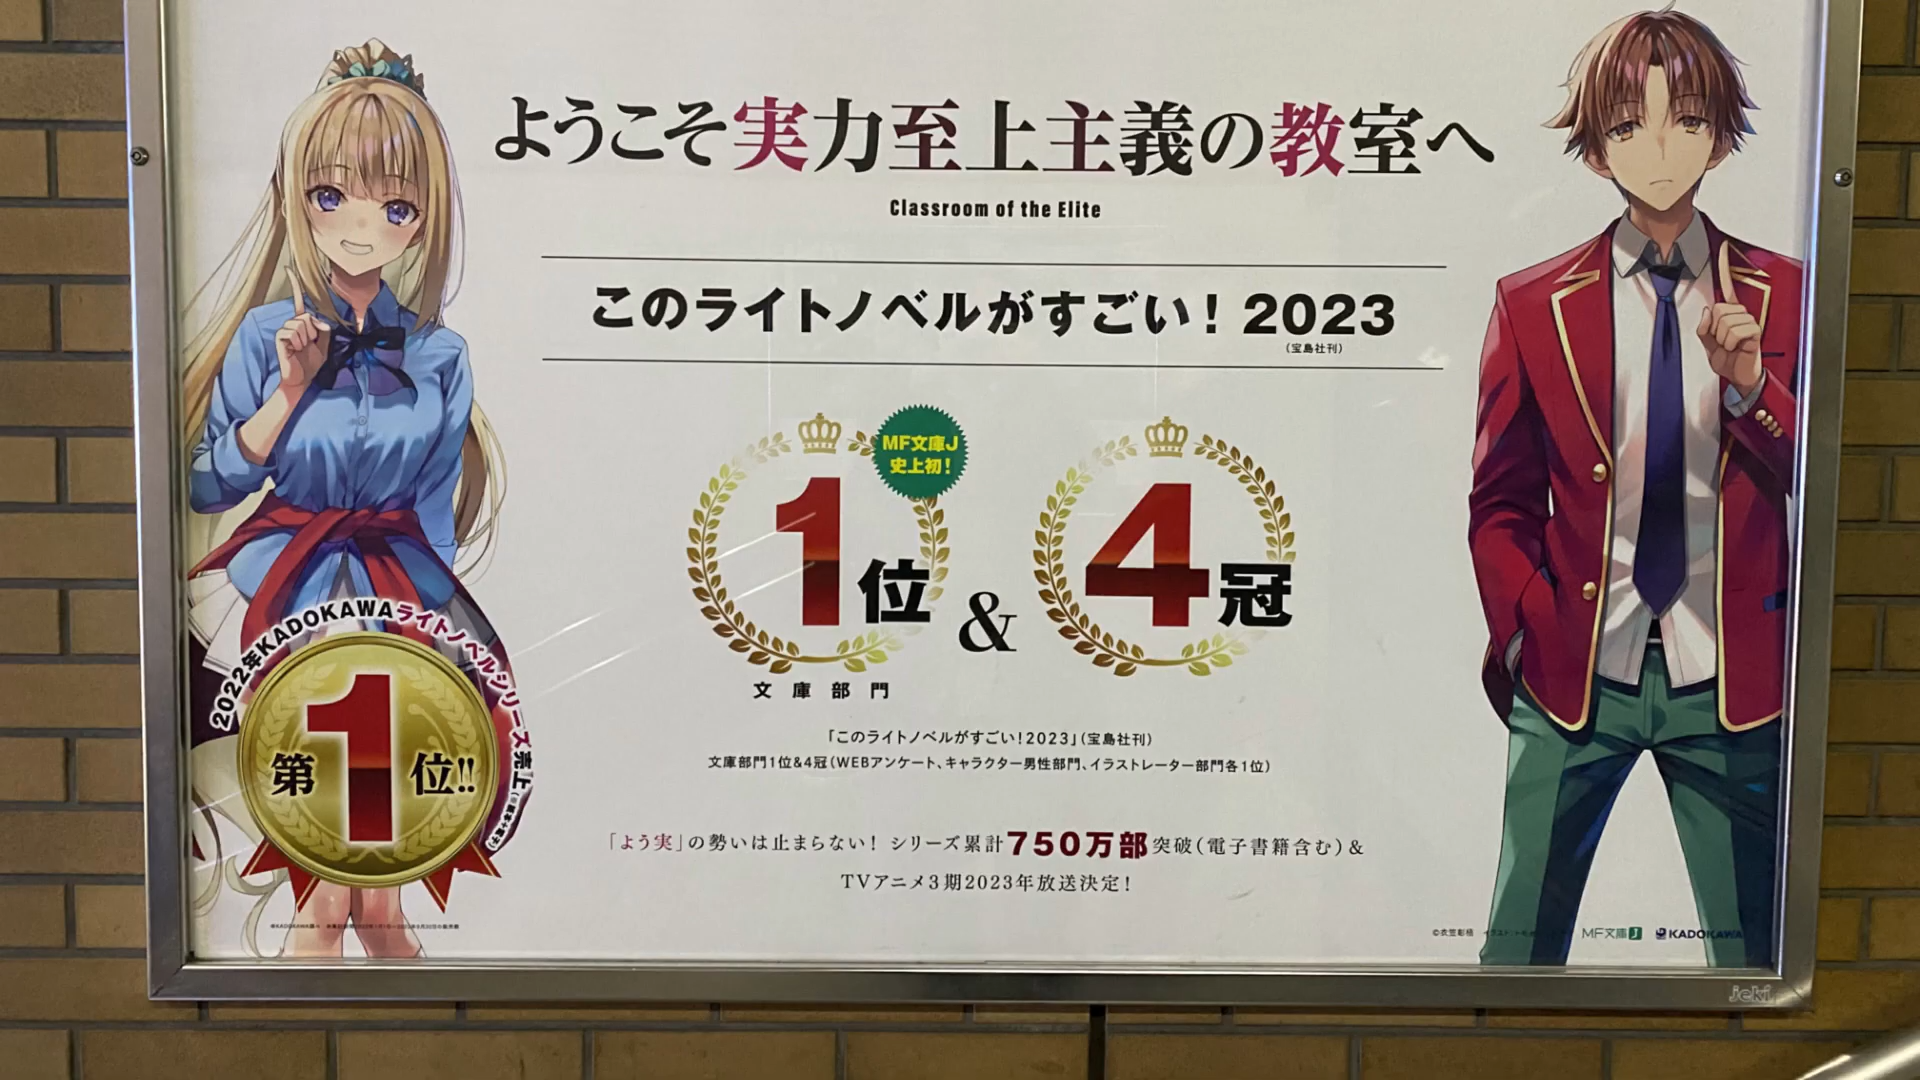 ようこそ実力至上主義の教室へ
Classroom of the Elite
このライトノベルがすごい！2023
（宝島社刊）
MF文庫J
史上初！
1位
&
4冠
文庫部門
「このライトノベルがすごい！2023」（宝島社刊）
文庫部門1位&4冠（WEBアンケート、キャラクター男性部門、イラストレーター部門各1位）
「よう実」の勢いは止まらない！ シリーズ累計750万部突破（電子書籍含む）&
TVアニメ3期2023年放送決定！
2022年KADOKAWAライトノベルシリーズ売上
第1位!!
©衣笠彰梧
MF文庫J
KADOKAWA
jeki